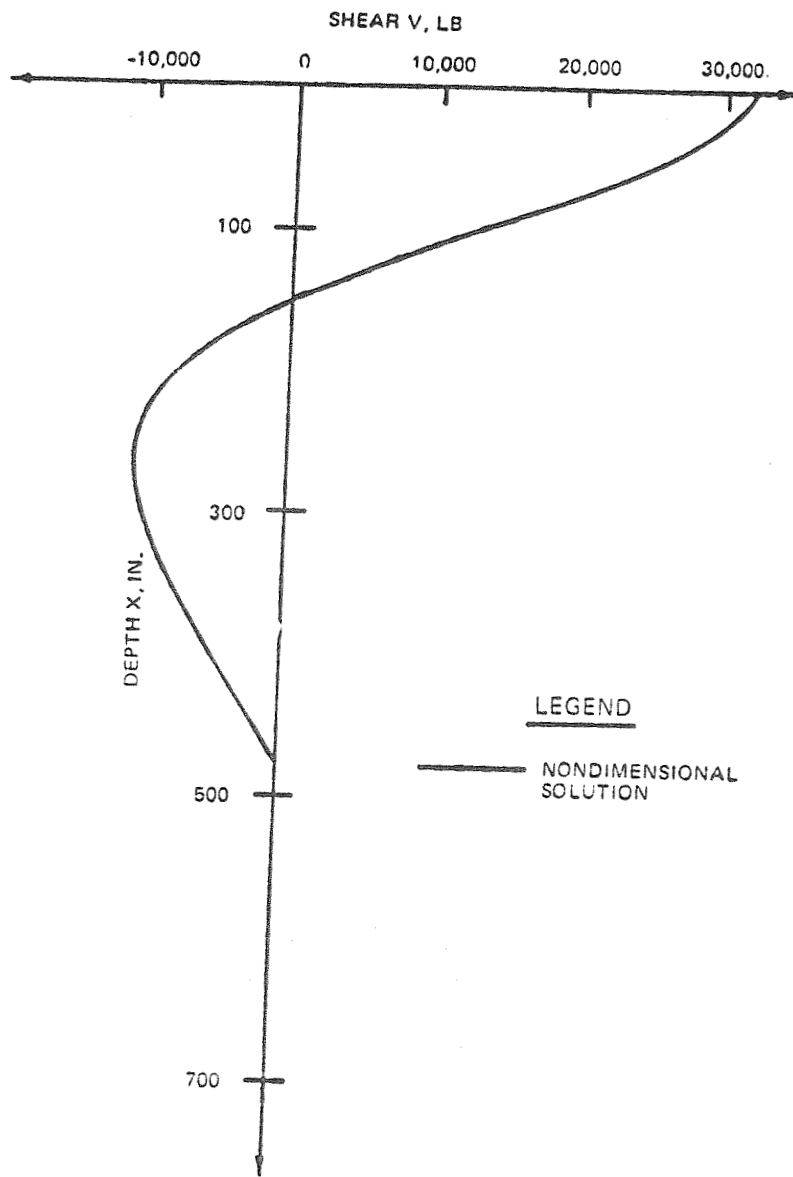 SHEAR V, LB
-10,000 0 10,000 20,000 30,000.
100
300
DEPTH X, IN.
LEGEND
NONDIMENSIONAL
SOLUTION
500
700